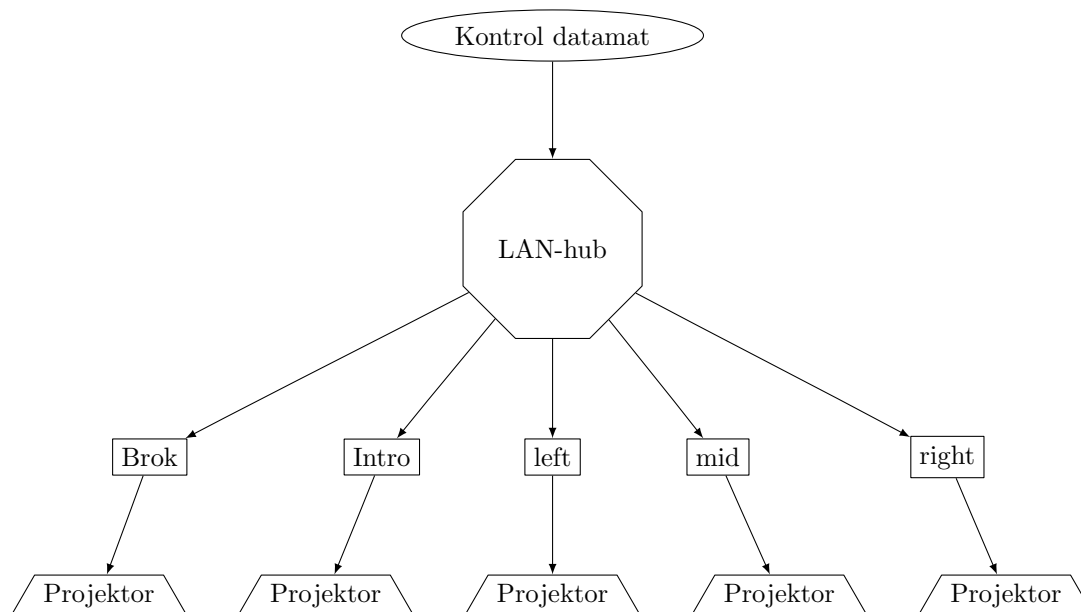 Kontrol datamat
LAN-hub
Brok
Intro
left
mid
right
Projektor
Projektor
Projektor
Projektor
Projektor